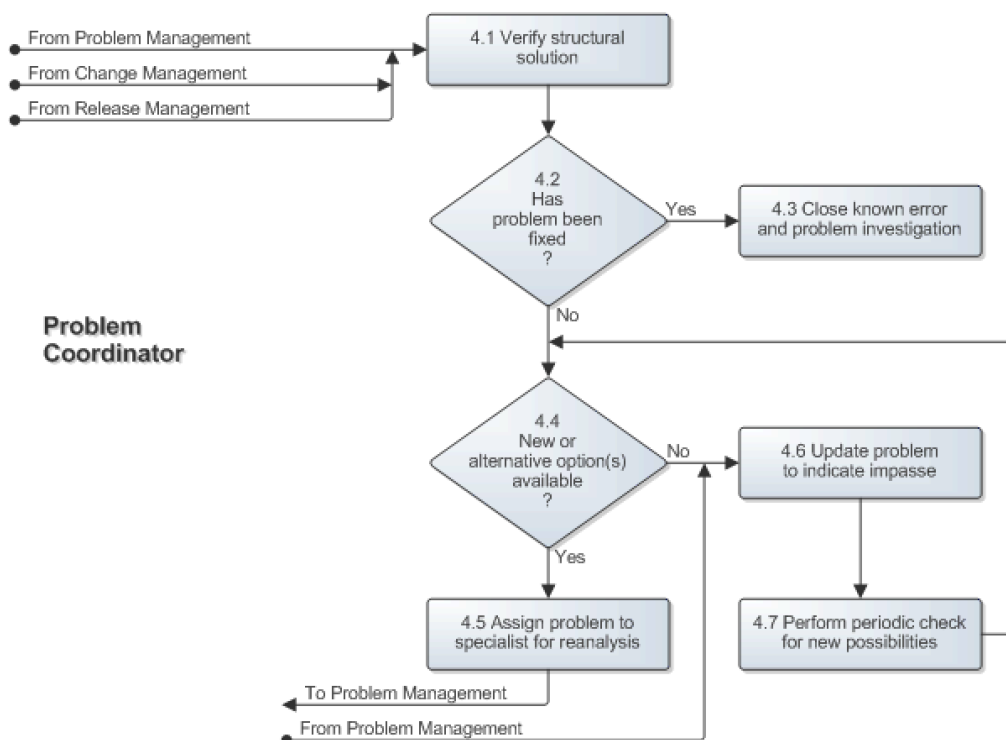 From Problem Management
From Change Management
From Release Management
4.1 Verify structural
solution
4.2
Has
problem been
fixed
?
Yes
4.3 Close known error
and problem investigation
No
Problem
Coordinator
4.4
New or
alternative option(s)
available
?
No
4.6 Update problem
to indicate impasse
Yes
4.5 Assign problem to
specialist for reanalysis
4.7 Perform periodic check
for new possibilities
To Problem Management
From Problem Management